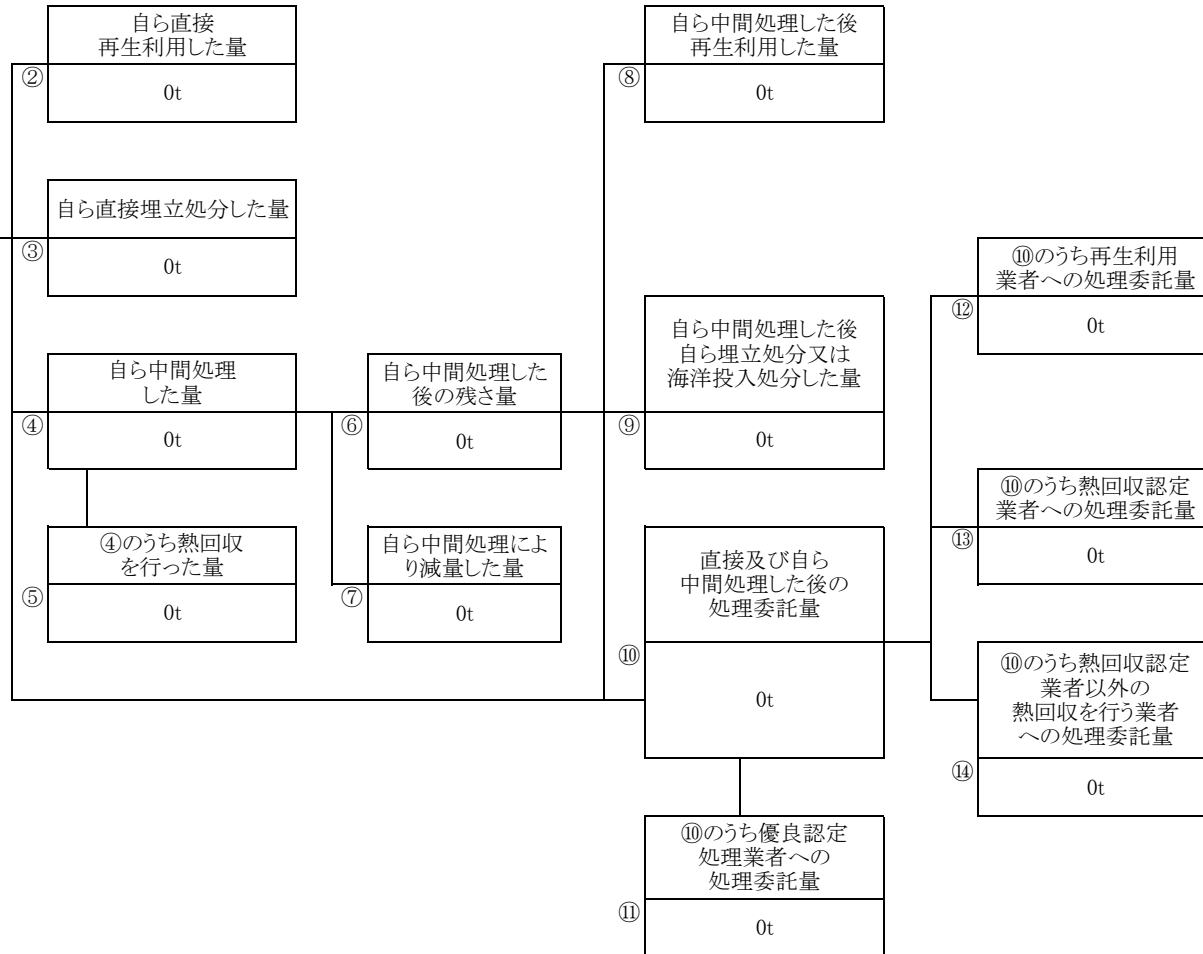 自ら直接
再生利用した量
②
0t
自ら直接埋立処分した量
③
0t
自ら中間処理
した量
④
0t
④のうち熱回収
を行った量
⑤
0t
自ら中間処理した
後の残さ量
⑥
0t
自ら中間処理によ
り減量した量
⑦
0t
自ら中間処理した後
再生利用した量
⑧
0t
自ら中間処理した後
自ら埋立処分又は
海洋投入処分した量
⑨
0t
直接及び自ら
中間処理した後の
処理委託量
⑩
0t
⑩のうち優良認定
処理業者への
処理委託量
⑪
0t
⑩のうち再生利用
業者への処理委託量
⑫
0t
⑩のうち熱回収認定
業者への処理委託量
⑬
0t
⑩のうち熱回収認定
業者以外の
熱回収を行う業者
への処理委託量
⑭
0t